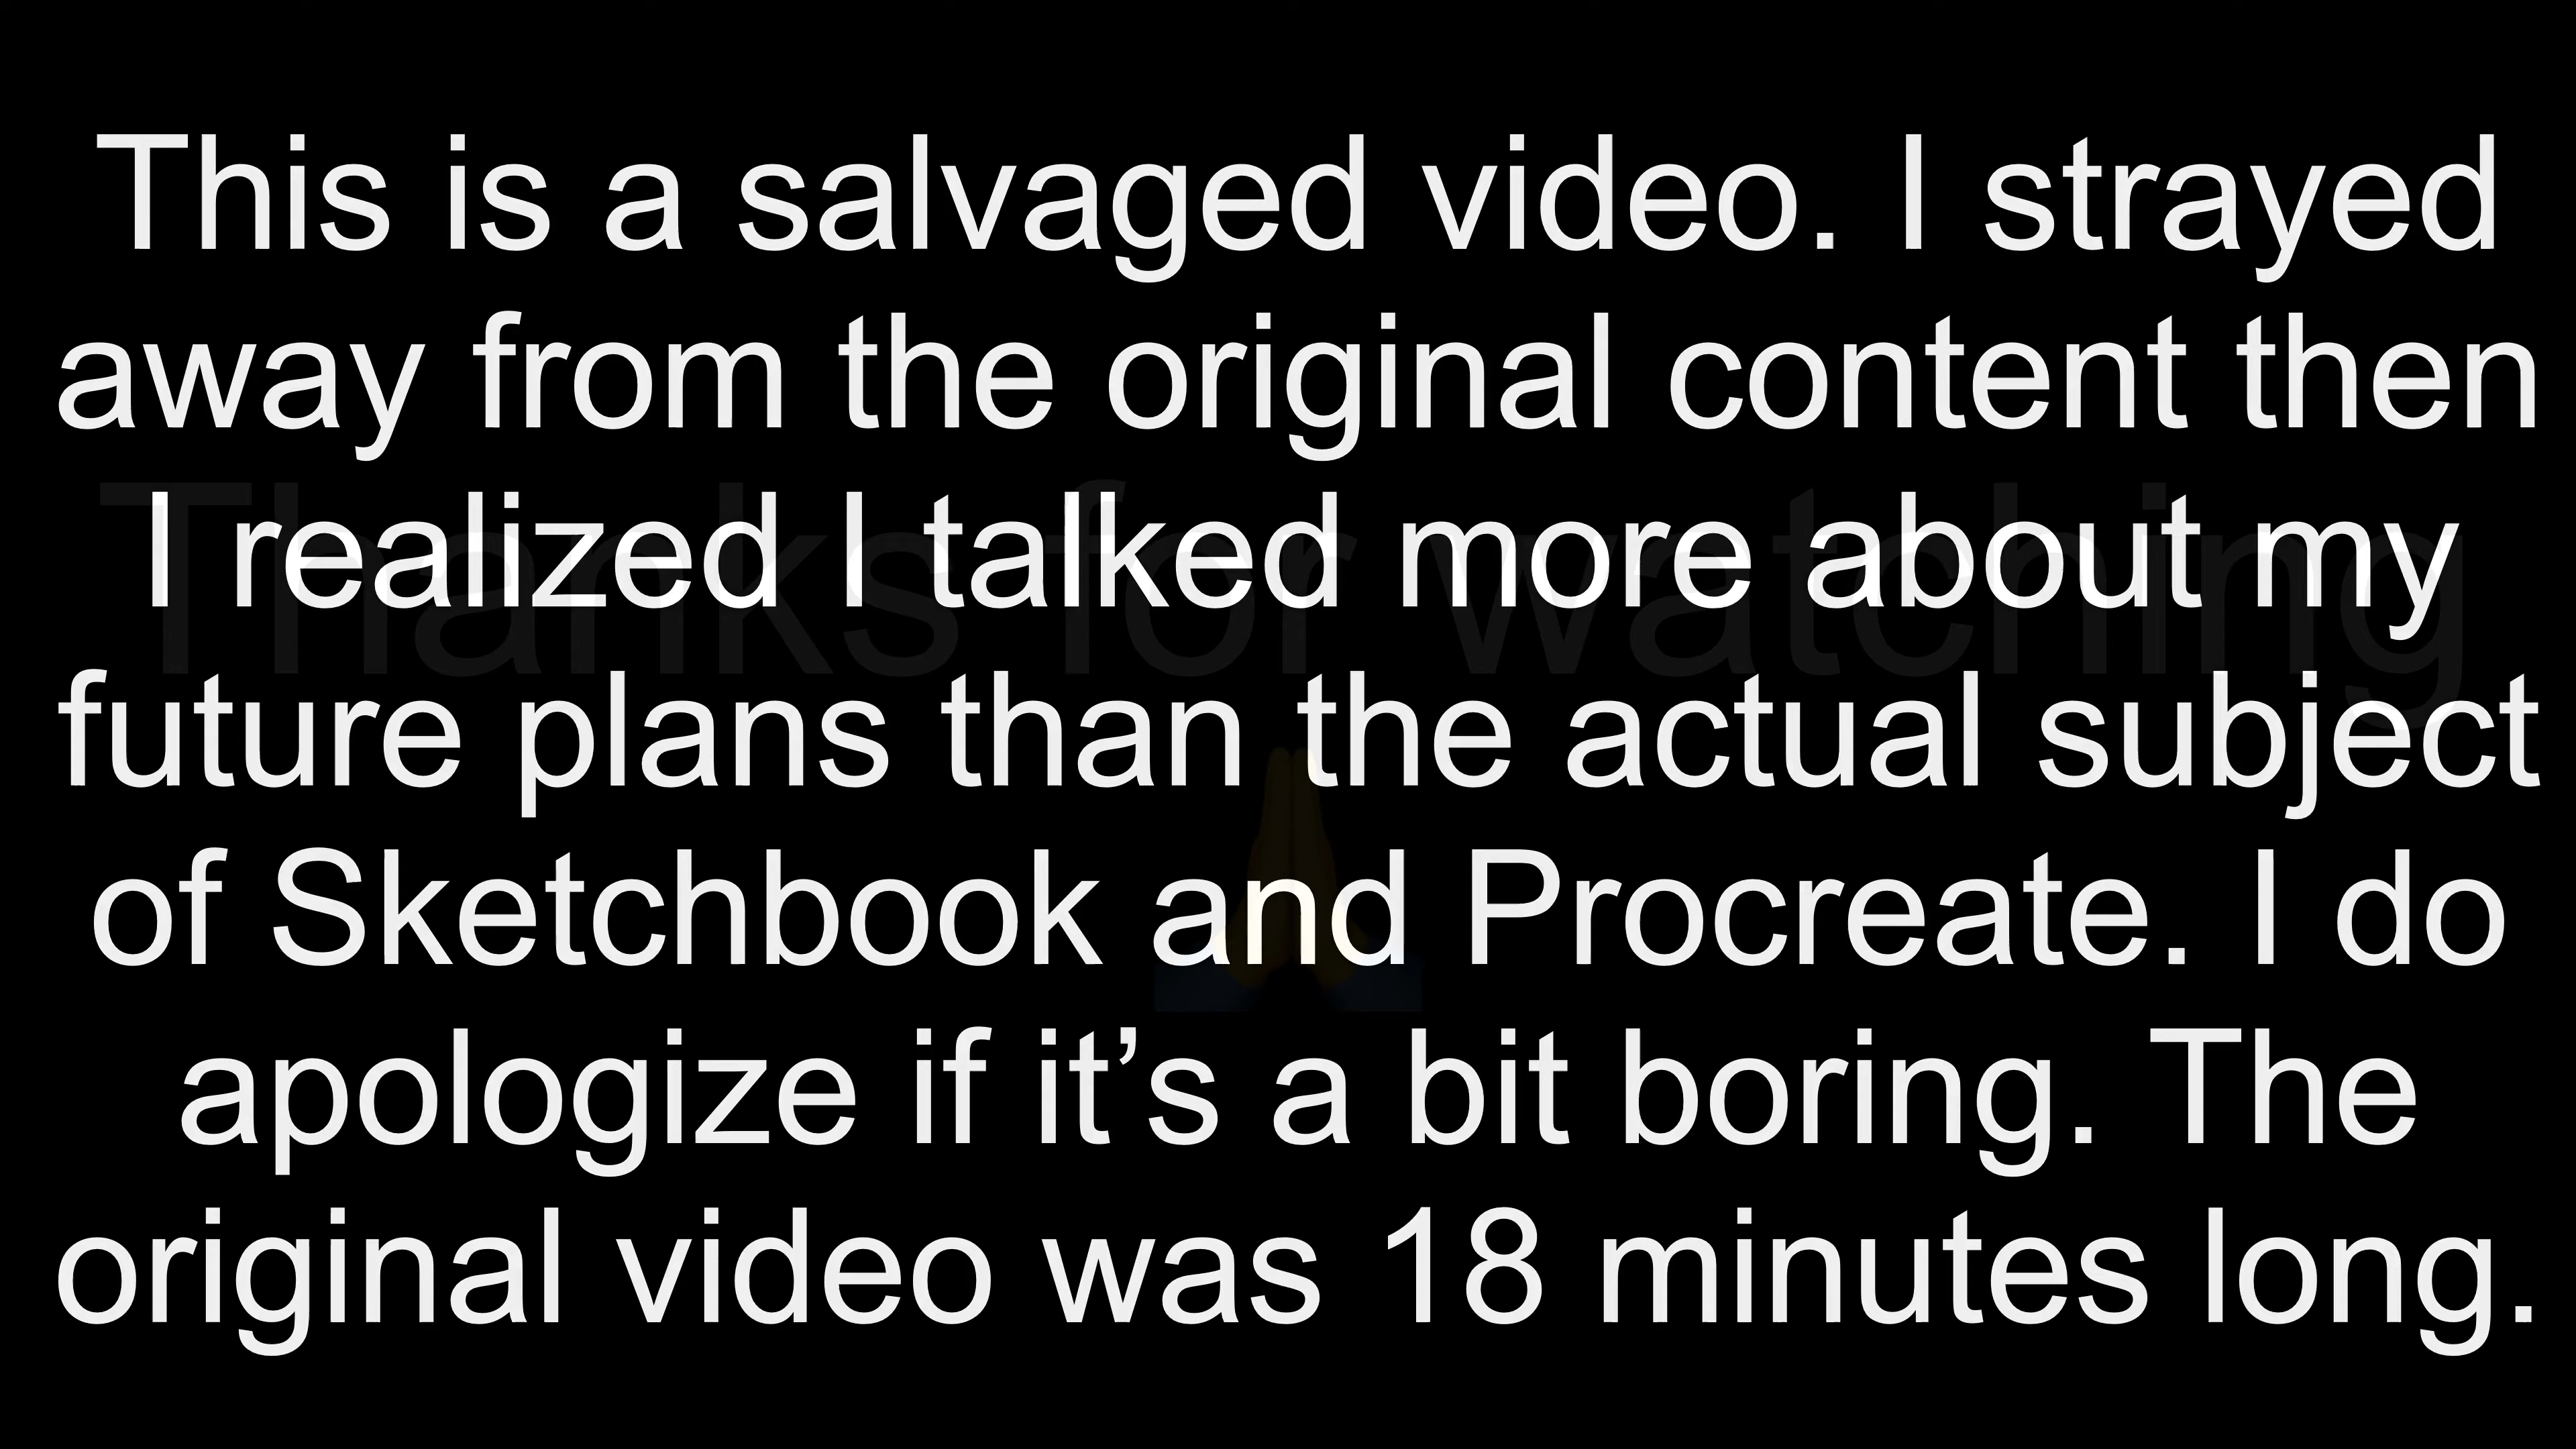 This is a salvaged video. I strayed
away from the original content then
I realized I talked more about my
future plans than the actual subject
of Sketchbook and Procreate. I do
apologize if it’s a bit boring. The
original video was 18 minutes long.
Thanks for watching